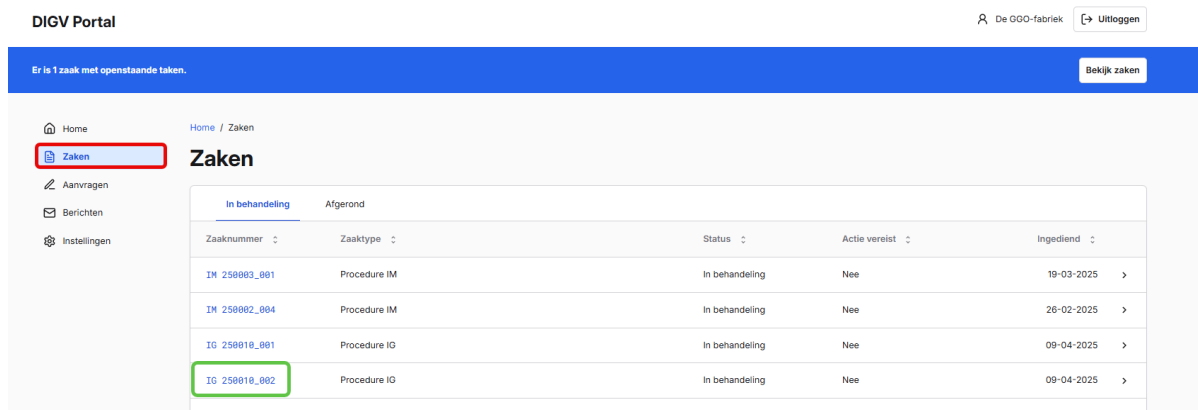 DIGV Portal
De GGO-fabriek
Uitloggen
Er is 1 zaak met openstaande taken.
Bekijk zaken
Home
Zaken
Aanvragen
Berichten
Instellingen
Home / Zaken
Zaken
In behandeling Afgerond
Zaaknummer Zaaktype Status Actie vereist Ingediend
IM 250003_001 Procedure IM In behandeling Nee 19-03-2025
IM 250002_004 Procedure IM In behandeling Nee 26-02-2025
IG 250010_001 Procedure IG In behandeling Nee 09-04-2025
IG 250010_002 Procedure IG In behandeling Nee 09-04-2025